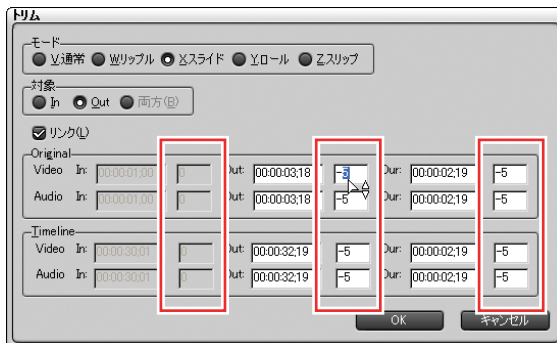 トリム
モード
V.通常 Wリップル Xスライド Y.ロール Z.スリップ
対象
In Out 両方(B)
リンク(L)
Original
Video In: 00:00:01;00 0 Out: 00:00:03;18 -5 Dur: 00:00:02;19 -5
Audio In: 00:00:01;00 0 Out: 00:00:03;18 -5 Dur: 00:00:02;19 -5
Timeline
Video In: 00:00:30;01 0 Out: 00:00:32;19 -5 Dur: 00:00:02;19 -5
Audio In: 00:00:30;01 0 Out: 00:00:32;19 -5 Dur: 00:00:02;19 -5
OK キャンセル